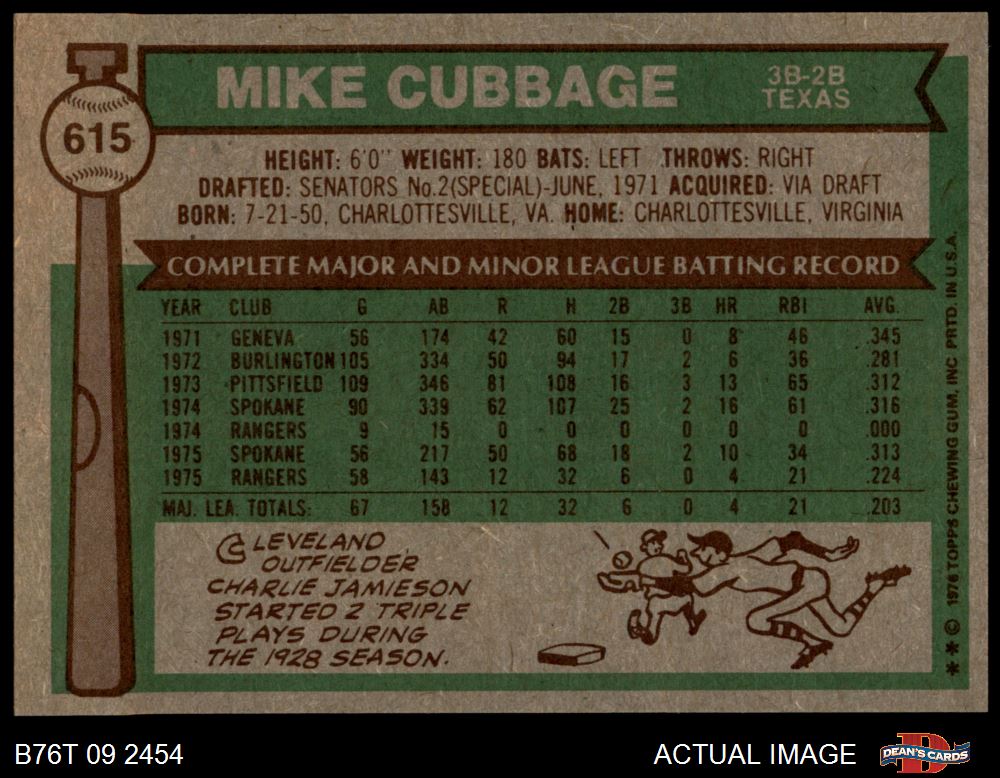 MIKE CUBBAGE
3B-2B
TEXAS
615
HEIGHT: 6'0" WEIGHT: 180 BATS: LEFT THROWS: RIGHT
DRAFTED: SENATORS No.2(SPECIAL)-JUNE, 1971 ACQUIRED: VIA DRAFT
BORN: 7-21-50, CHARLOTTESVILLE, VA. HOME: CHARLOTTESVILLE, VIRGINIA
COMPLETE MAJOR AND MINOR LEAGUE BATTING RECORD
YEAR CLUB G AB R H 2B 3B HR RBI AVG.
1971 GENEVA 56 174 42 60 15 0 8 46 .345
1972 BURLINGTON 105 334 50 94 17 2 6 36 .281
1973 PITTSFIELD 109 346 81 108 16 3 13 65 .312
1974 SPOKANE 90 339 62 107 25 2 16 61 .316
1974 RANGERS 9 15 0 0 0 0 0 0 .000
1975 SPOKANE 56 217 50 68 18 2 10 34 .313
1975 RANGERS 58 143 12 32 6 0 4 21 .224
MAJ. LEA. TOTALS: 67 158 12 32 6 0 4 21 .203
CLEVELAND
OUTFIELDER
CHARLIE JAMIESON
STARTED 2 TRIPLE
PLAYS DURING
THE 1928 SEASON.
**© 1976 TOPPS CHEWING GUM, INC PRTD. IN U.S.A.
B76T 09 2454
ACTUAL IMAGE
DEAN'S CARDS